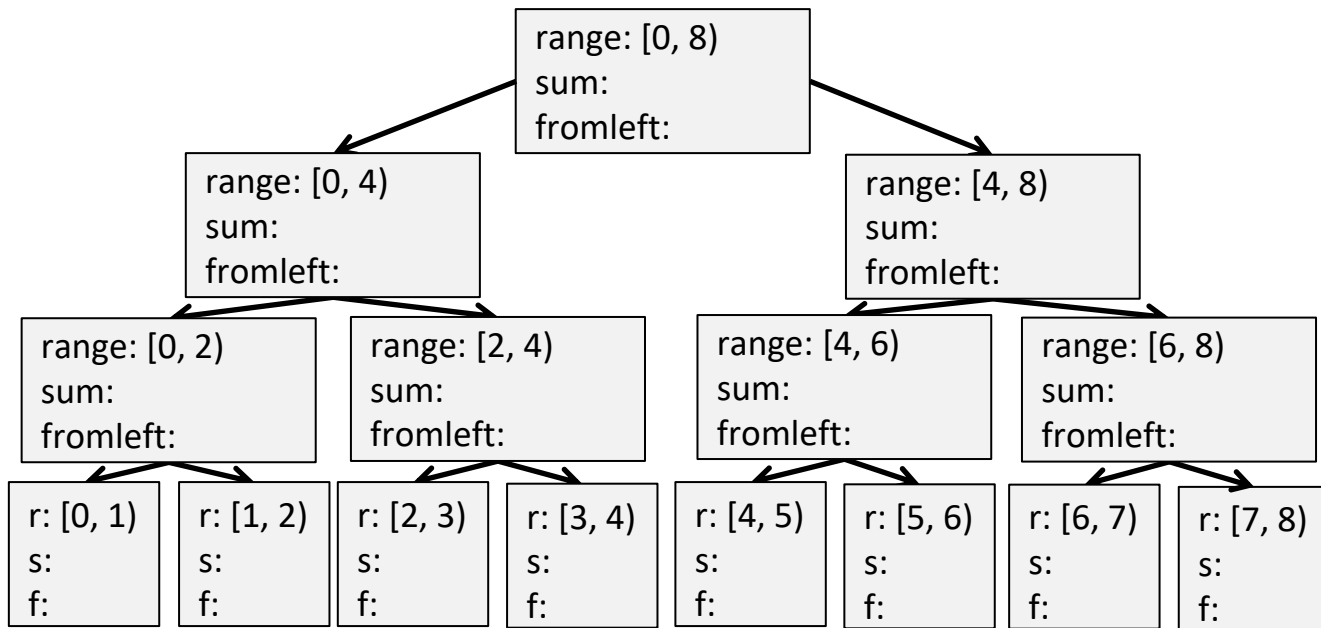 range: [0, 8)
sum:
fromleft:
range: [0, 4)
sum:
fromleft:
range: [4, 8)
sum:
fromleft:
range: [0, 2)
sum:
fromleft:
range: [2, 4)
sum:
fromleft:
range: [4, 6)
sum:
fromleft:
range: [6, 8)
sum:
fromleft:
r: [0, 1)
s:
f:
r: [1, 2)
s:
f:
r: [2, 3)
s:
f:
r: [3, 4)
s:
f:
r: [4, 5)
s:
f:
r: [5, 6)
s:
f:
r: [6, 7)
s:
f:
r: [7, 8)
s:
f: